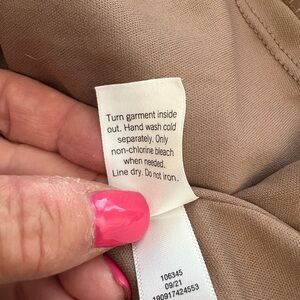 Turn garment inside
out. Hand wash cold
separately. Only
non-chlorine bleach
when needed.
Line dry. Do not iron.
106345
09/21
190917424553